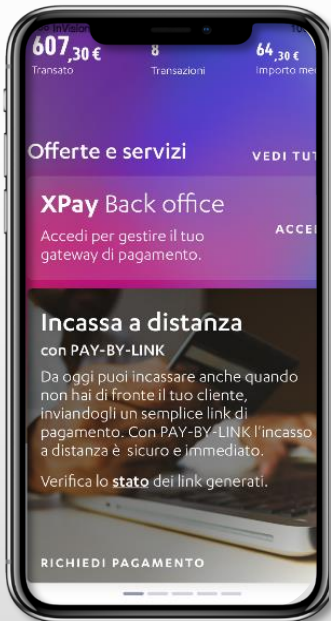 InVision
607,30 €
8
64,30 €
Transato
Transazioni
Importo me
Offerte e servizi
VEDI TUT
XPay Back office
Accedi per gestire il tuo
gateway di pagamento.
ACCE
Incassa a distanza
con PAY-BY-LINK
Da oggi puoi incassare anche quando
non hai di fronte il tuo cliente,
inviandogli un semplice link di
pagamento. Con PAY-BY-LINK l'incasso
a distanza è sicuro e immediato.
Verifica lo stato dei link generati.
RICHIEDI PAGAMENTO